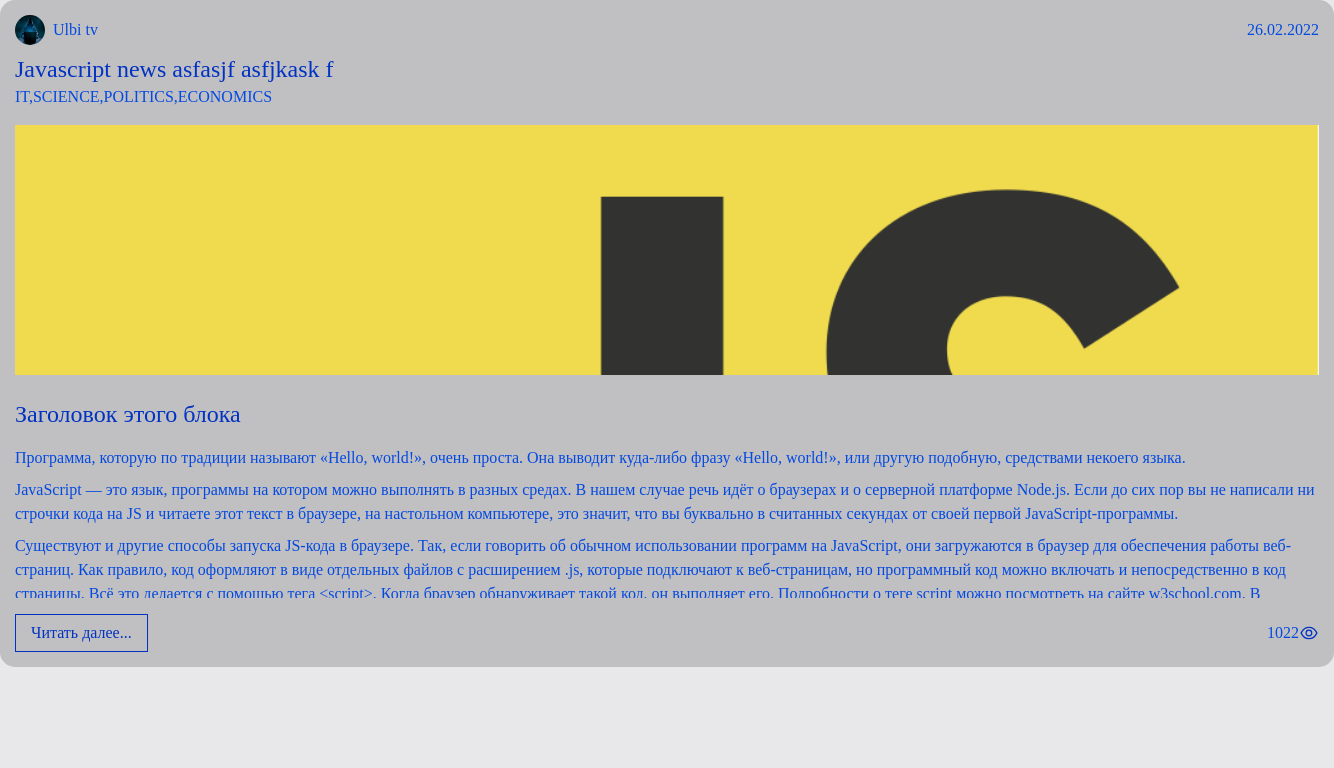 Ulbi tv
26.02.2022
Javascript news asfasjf asfjkask f
IT,SCIENCE,POLITICS,ECONOMICS
JS
Заголовок этого блока
Программа, которую по традиции называют «Hello, world!», очень проста. Она выводит куда-либо фразу «Hello, world!», или другую подобную, средствами некоего языка.
JavaScript — это язык, программы на котором можно выполнять в разных средах. В нашем случае речь идёт о браузерах и о серверной платформе Node.js. Если до сих пор вы не написали ни
строчки кода на JS и читаете этот текст в браузере, на настольном компьютере, это значит, что вы буквально в считанных секундах от своей первой JavaScript-программы.
Существуют и другие способы запуска JS-кода в браузере. Так, если говорить об обычном использовании программ на JavaScript, они загружаются в браузер для обеспечения работы веб-
страниц. Как правило, код оформляют в виде отдельных файлов с расширением .js, которые подключают к веб-страницам, но программный код можно включать и непосредственно в код
страницы. Всё это делается с помощью тега <script>. Когда браузер обнаруживает такой код, он выполняет его. Подробности о теге script можно посмотреть на сайте w3school.com. В
Читать далее...
1022